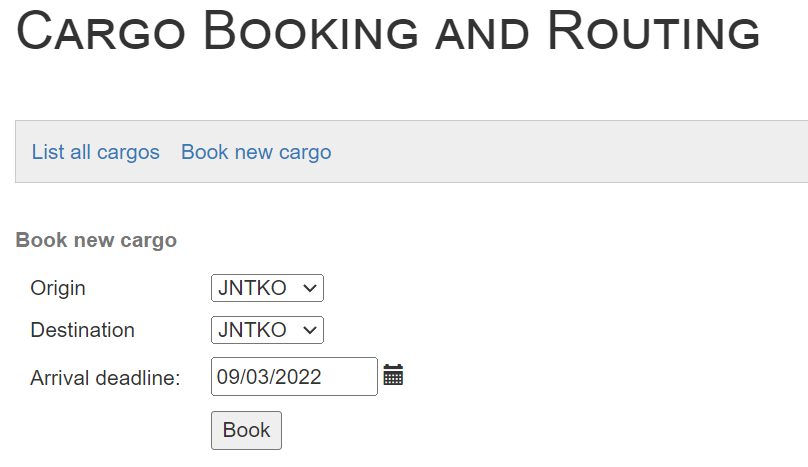 Cargo Booking and Routing
List all cargos Book new cargo
Book new cargo
Origin JNTKO
Destination JNTKO
Arrival deadline: 09/03/2022
Book